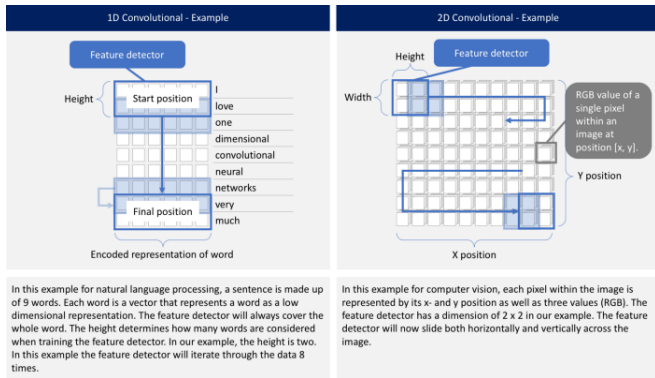 1D Convolutional - Example
Feature detector
Height
Start position
I
love
one
dimensional
convolutional
neural
networks
very
much
Final position
Encoded representation of word
In this example for natural language processing, a sentence is made up
of 9 words. Each word is a vector that represents a word as a low
dimensional representation. The feature detector will always cover the
whole word. The height determines how many words are considered
when training the feature detector. In our example, the height is two.
In this example the feature detector will iterate through the data 8
times.
2D Convolutional - Example
Height
Feature detector
Width
RGB value of a
single pixel
within an
image at
position [x, y].
Y position
X position
In this example for computer vision, each pixel within the image is
represented by its x- and y position as well as three values (RGB). The
feature detector has a dimension of 2 x 2 in our example. The feature
detector will now slide both horizontally and vertically across the
image.